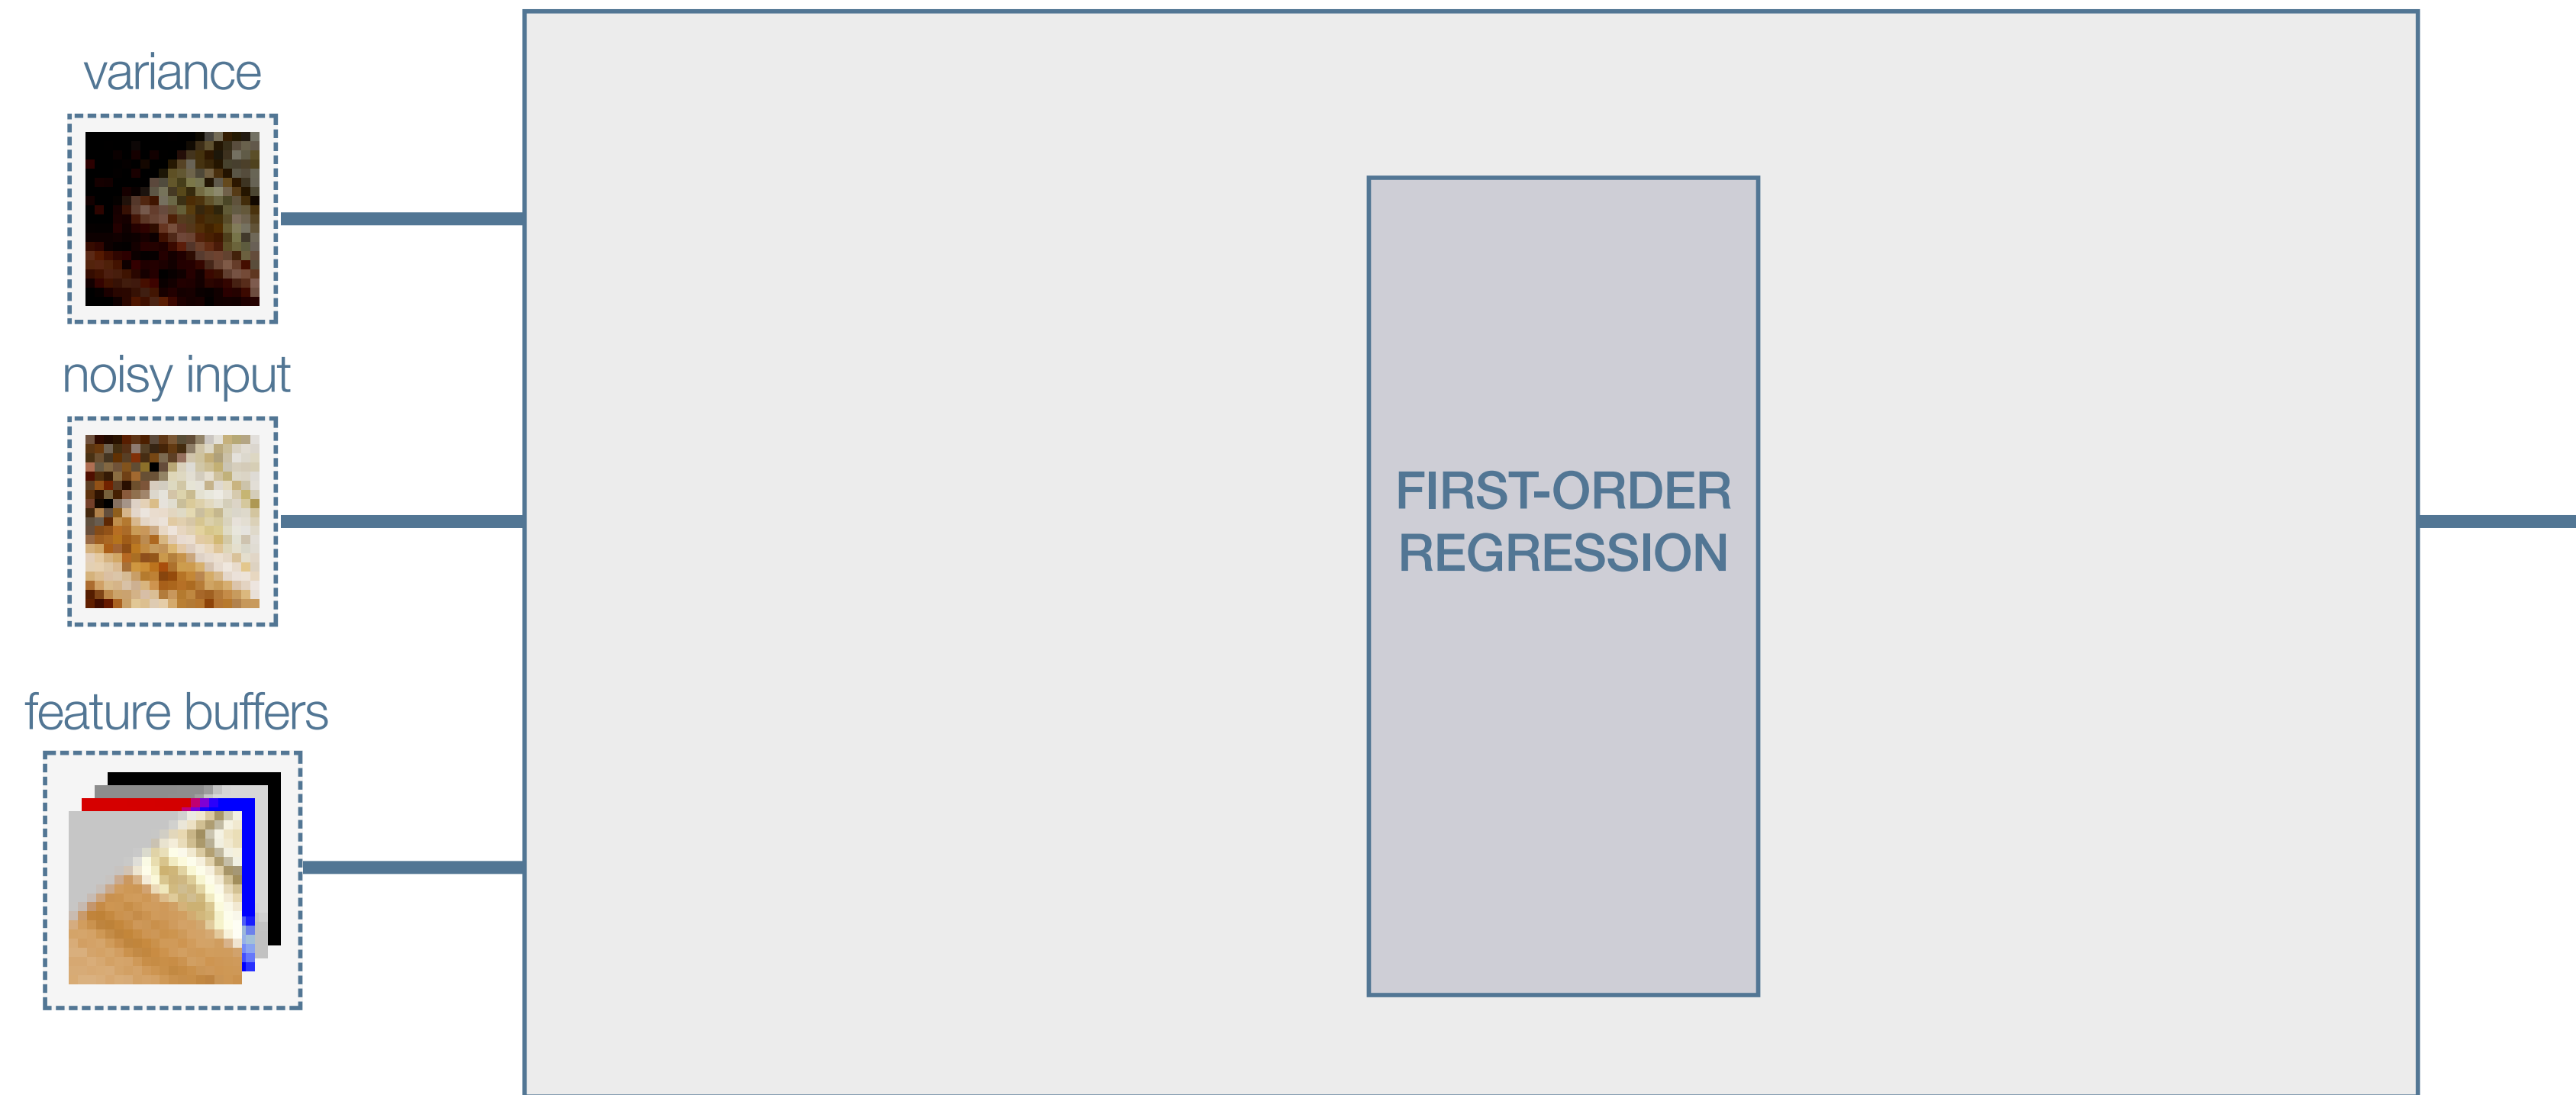 variance
noisy input
feature buffers
FIRST-ORDER
REGRESSION